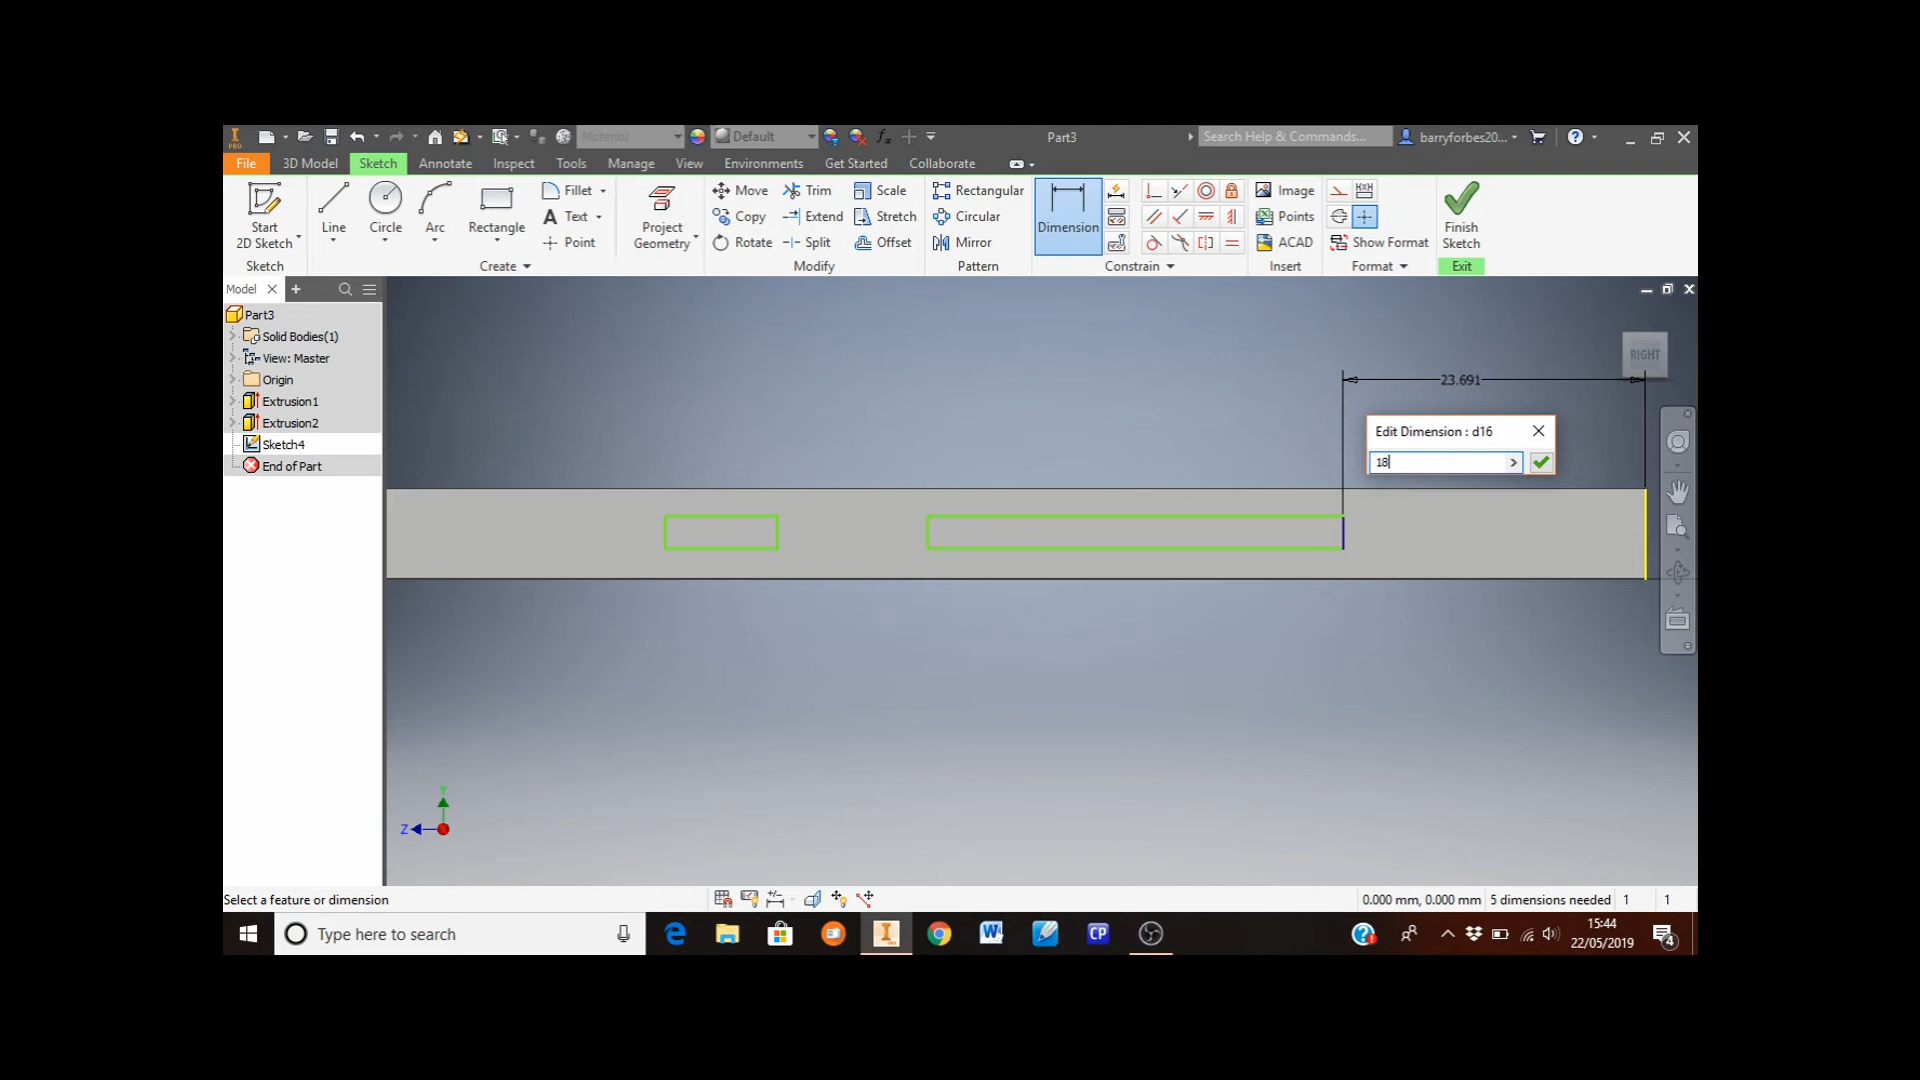 PRO
Material
Default
Part3
Search Help & Commands...
barryforbes20...
File
3D Model
Sketch
Annotate
Inspect
Tools
Manage
View
Environments
Get Started
Collaborate
Start
2D Sketch
Line
Circle
Arc
Rectangle
Fillet
Text
Point
Project
Geometry
Move
Copy
Rotate
Trim
Extend
Split
Scale
Stretch
Offset
Rectangular
Circular
Mirror
Dimension
Image
Points
ACAD
Show Format
Finish
Sketch
Sketch
Create
Modify
Pattern
Constrain
Insert
Format
Exit
Model
Part3
Solid Bodies(1)
View: Master
Origin
Extrusion1
Extrusion2
Sketch4
End of Part
RIGHT
23.691
Edit Dimension : d16
18
Y
Z
Select a feature or dimension
0.000 mm, 0.000 mm
5 dimensions needed
1
1
Type here to search
CP
15:44
22/05/2019
4